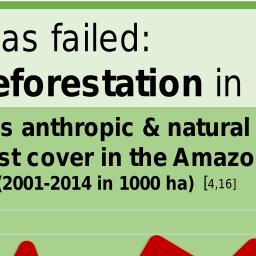 as failed:
eforestation in
s anthropic & natural
st cover in the Amazo
(2001-2014 in 1000 ha) [4,16]